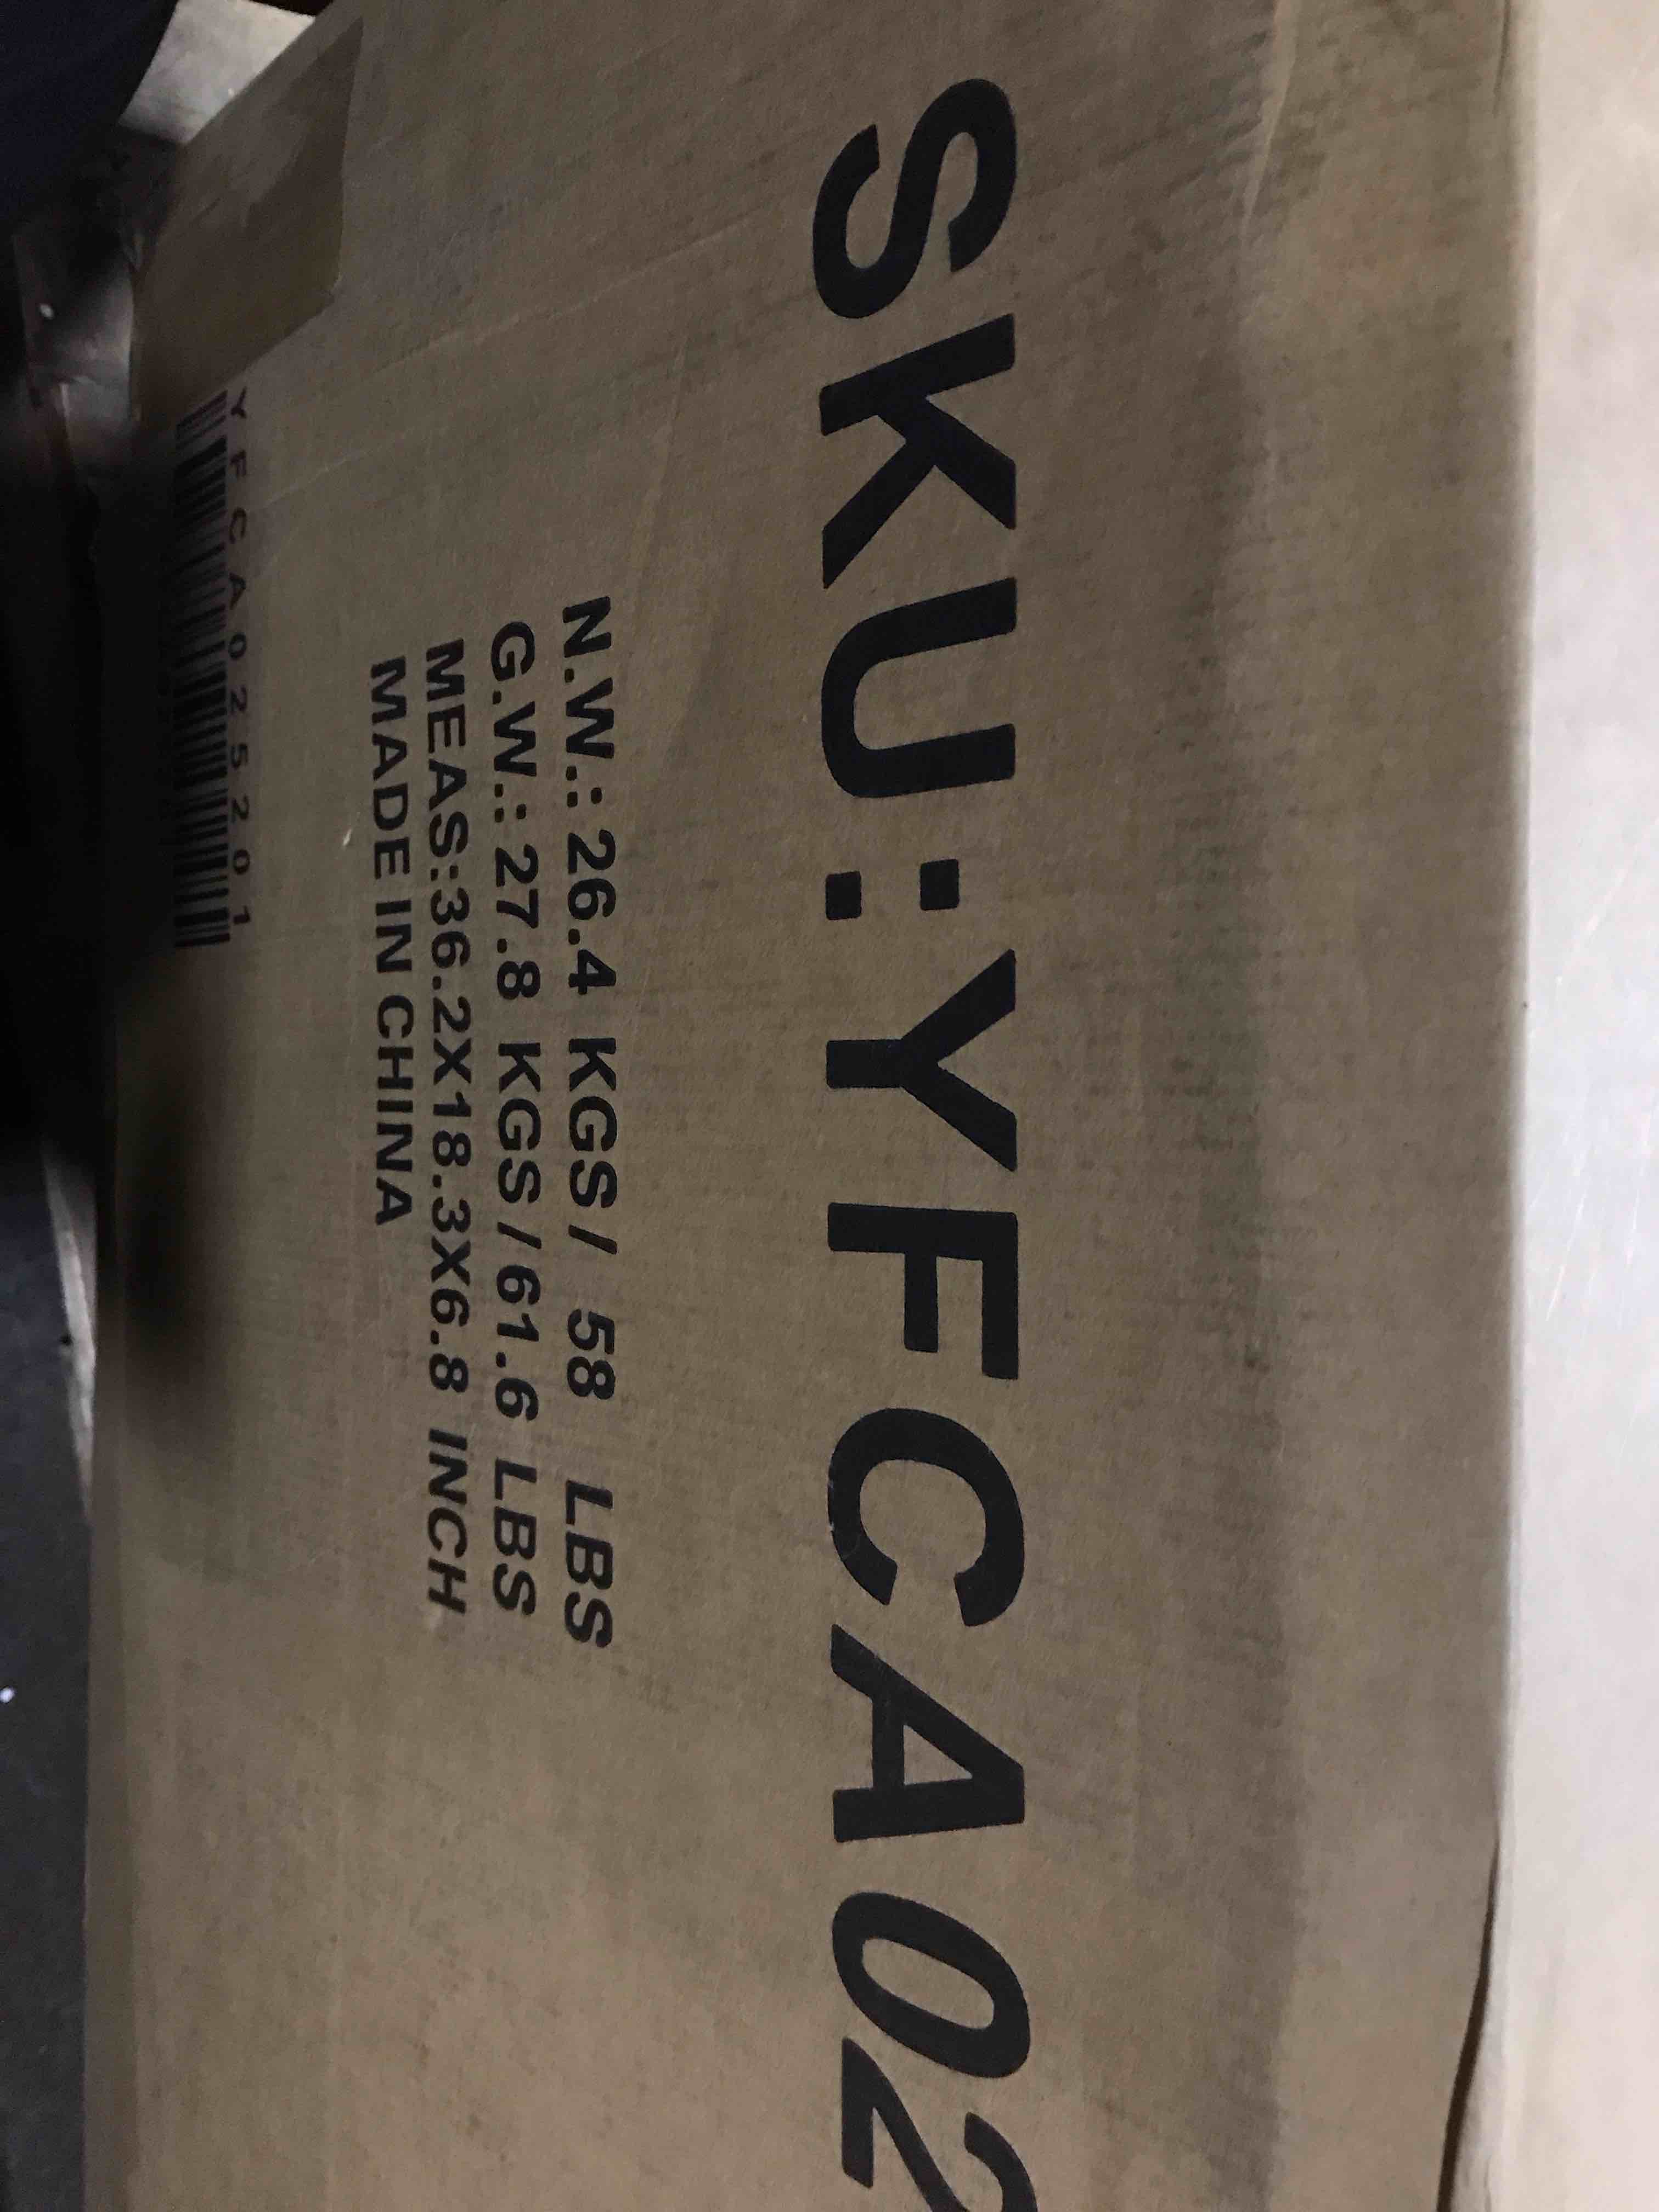 SKU:YFCA02
N.W.: 26.4 KGS / 58 LBS
G.W.: 27.8 KGS / 61.6 LBS
MEAS:36.2X18.3X6.8 INCH
MADE IN CHINA
YFCA025201